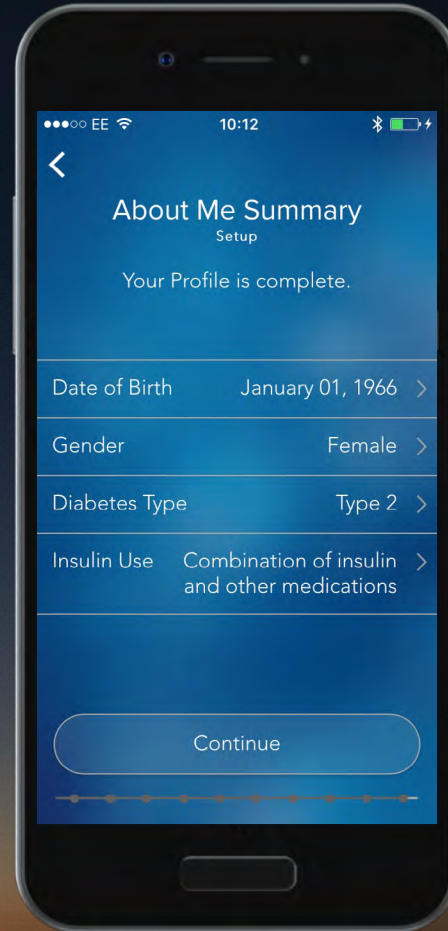 EE 10:12
About Me Summary
Setup
Your Profile is complete.
Date of Birth January 01, 1966
Gender Female
Diabetes Type Type 2
Insulin Use Combination of insulin
and other medications
Continue